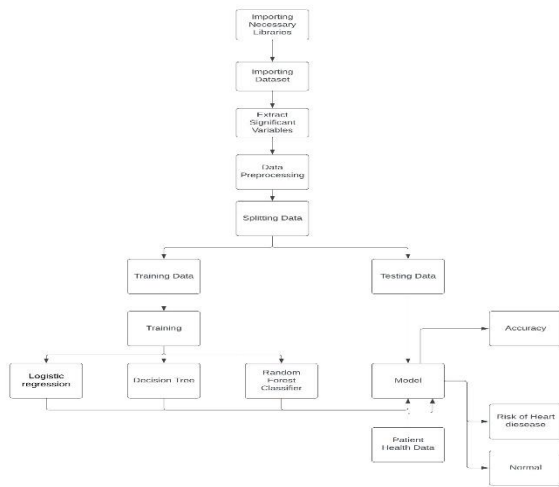 Importing
Necessary
Libraries
Importing
Dataset
Extract
Significant
Variables
Data
Preprocessing
Splitting Data
Training Data
Testing Data
Training
Accuracy
Logistic
regression
Decision Tree
Random
Forest
Classifier
Model
Risk of Heart
diesease
Patient
Health Data
Normal